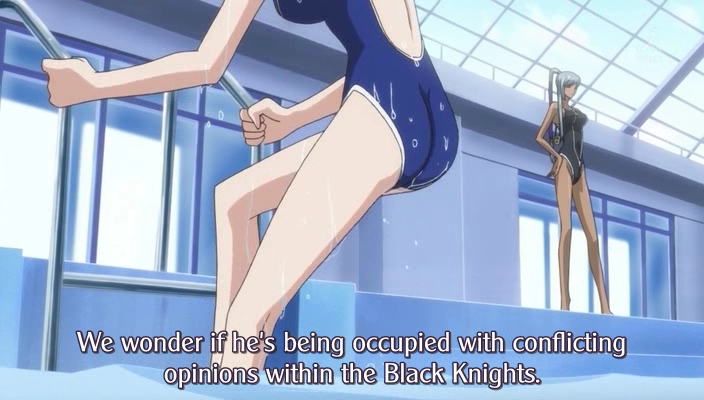 We wonder if he's being occupied with conflicting
opinions within the Black Knights.